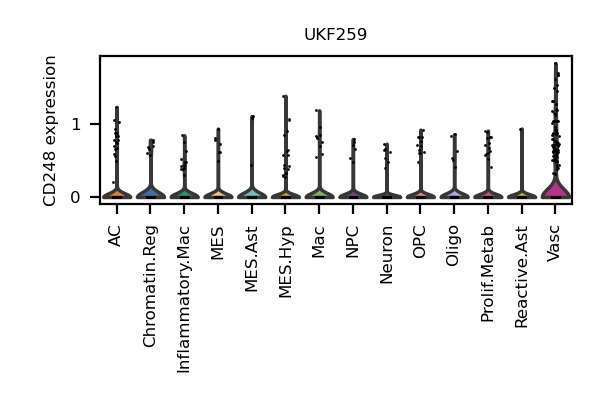 UKF259
CD248 expression
1
0
AC
Chromatin.Reg
Inflammatory.Mac
MES
MES.Ast
MES.Hyp
Mac
NPC
Neuron
OPC
Oligo
Prolif.Metab
Reactive.Ast
Vasc